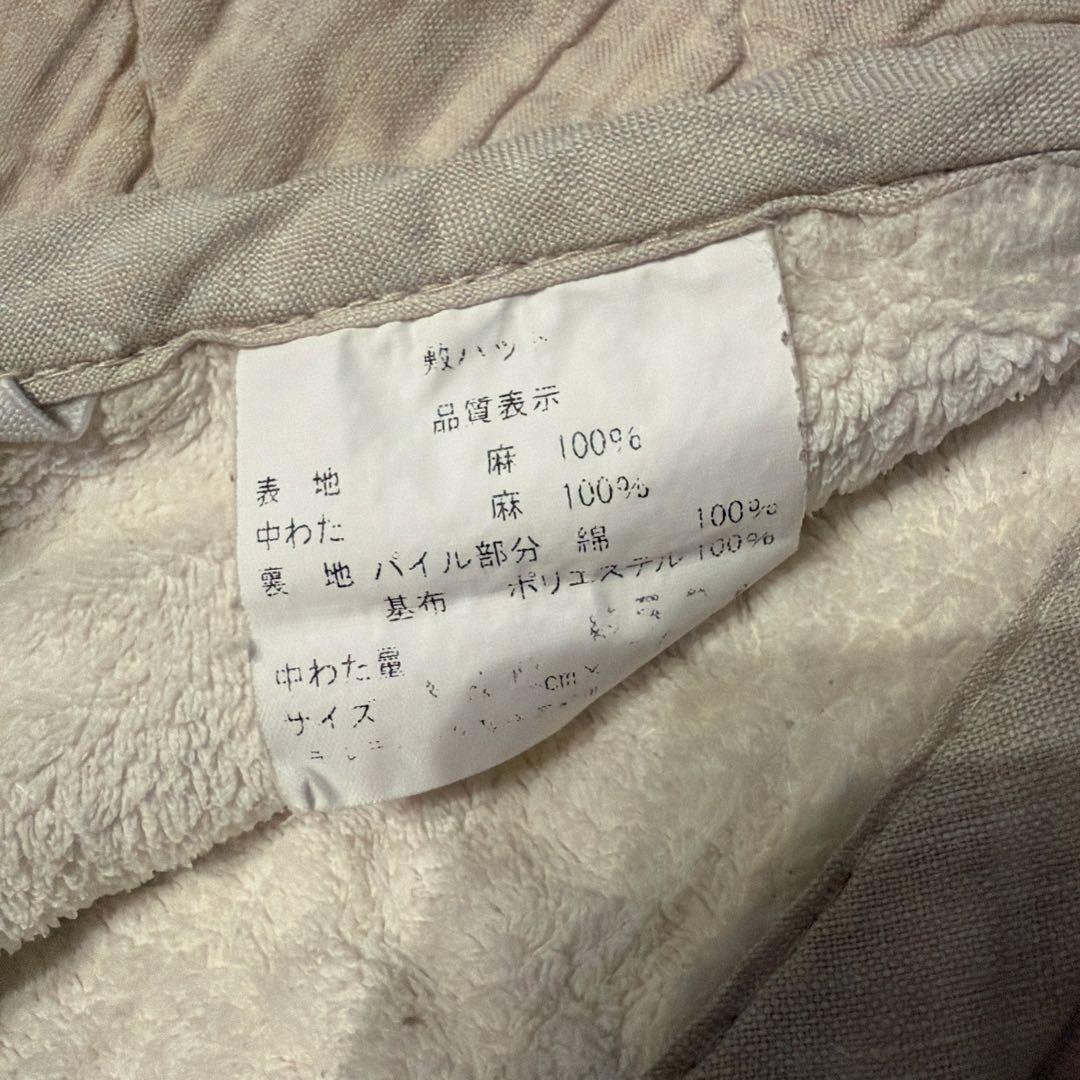 敷パッド
品質表示
表地 麻 100%
中わた 麻 100%
裏地 パイル部分 綿 100%
基布 ポリエステル 100%
中わた量
サイズ cm×